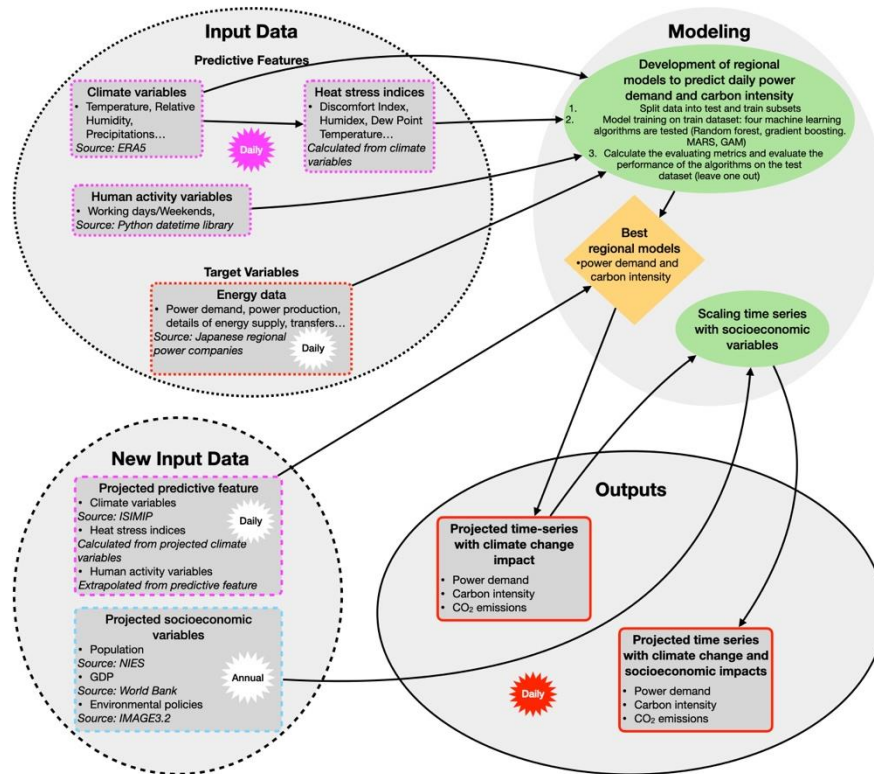 Input Data
Predictive Features
Climate variables
• Temperature, Relative
Humidity,
Precipitations…
Source: ERA5
Heat stress indices
• Discomfort Index,
Humidex, Dew Point
Temperature…
Calculated from climate
variables
Daily
Human activity variables
• Working days/Weekends,
Source: Python datetime library
Target Variables
Energy data
• Power demand, power production,
details of energy supply, transfers…
Source: Japanese regional
power companies
Daily
Modeling
Development of regional
models to predict daily power
demand and carbon intensity
1. Split data into test and train subsets
2. Model training on train dataset: four machine learning
algorithms are tested (Random forest, gradient boosting.
MARS, GAM)
3. Calculate the evaluating metrics and evaluate the
performance of the algorithms on the test
dataset (leave one out)
Best
regional models
•power demand and
carbon intensity
Scaling time series
with socioeconomic
variables
New Input Data
Projected predictive feature
• Climate variables
Source: ISIMIP
• Heat stress indices
Calculated from projected climate
variables
• Human activity variables
Extrapolated from predictive feature
Daily
Projected socioeconomic
variables
• Population
Source: NIES
• GDP
Source: World Bank
• Environmental policies
Source: IMAGE3.2
Annual
Outputs
Projected time-series
with climate change
impact
• Power demand
• Carbon intensity
• CO₂ emissions
Projected time series
with climate change and
socioeconomic impacts
• Power demand
• Carbon intensity
• CO₂ emissions
Daily